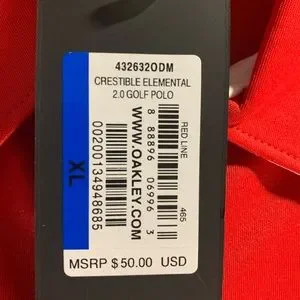 432632ODM
CRESTIBLE ELEMENTAL
2.0 GOLF POLO
RED LINE
465
8 88896 06996 3
WWW.OAKLEY.COM
00200134948685
XL
MSRP $50.00 USD